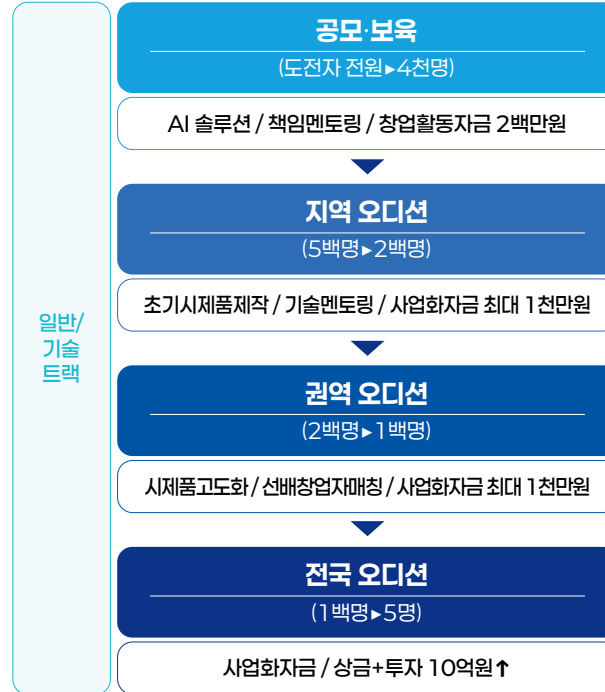 일반/
기술
트랙
공모·보육
(도전자 전원▶4천명)
AI 솔루션 / 책임멘토링 / 창업활동자금 2백만원
지역 오디션
(5백명▶2백명)
초기시제품제작 / 기술멘토링 / 사업화자금 최대 1천만원
권역 오디션
(2백명▶1백명)
시제품고도화 / 선배창업자매칭 / 사업화자금 최대 1천만원
전국 오디션
(1백명▶5명)
사업화자금 / 상금+투자 10억원↑